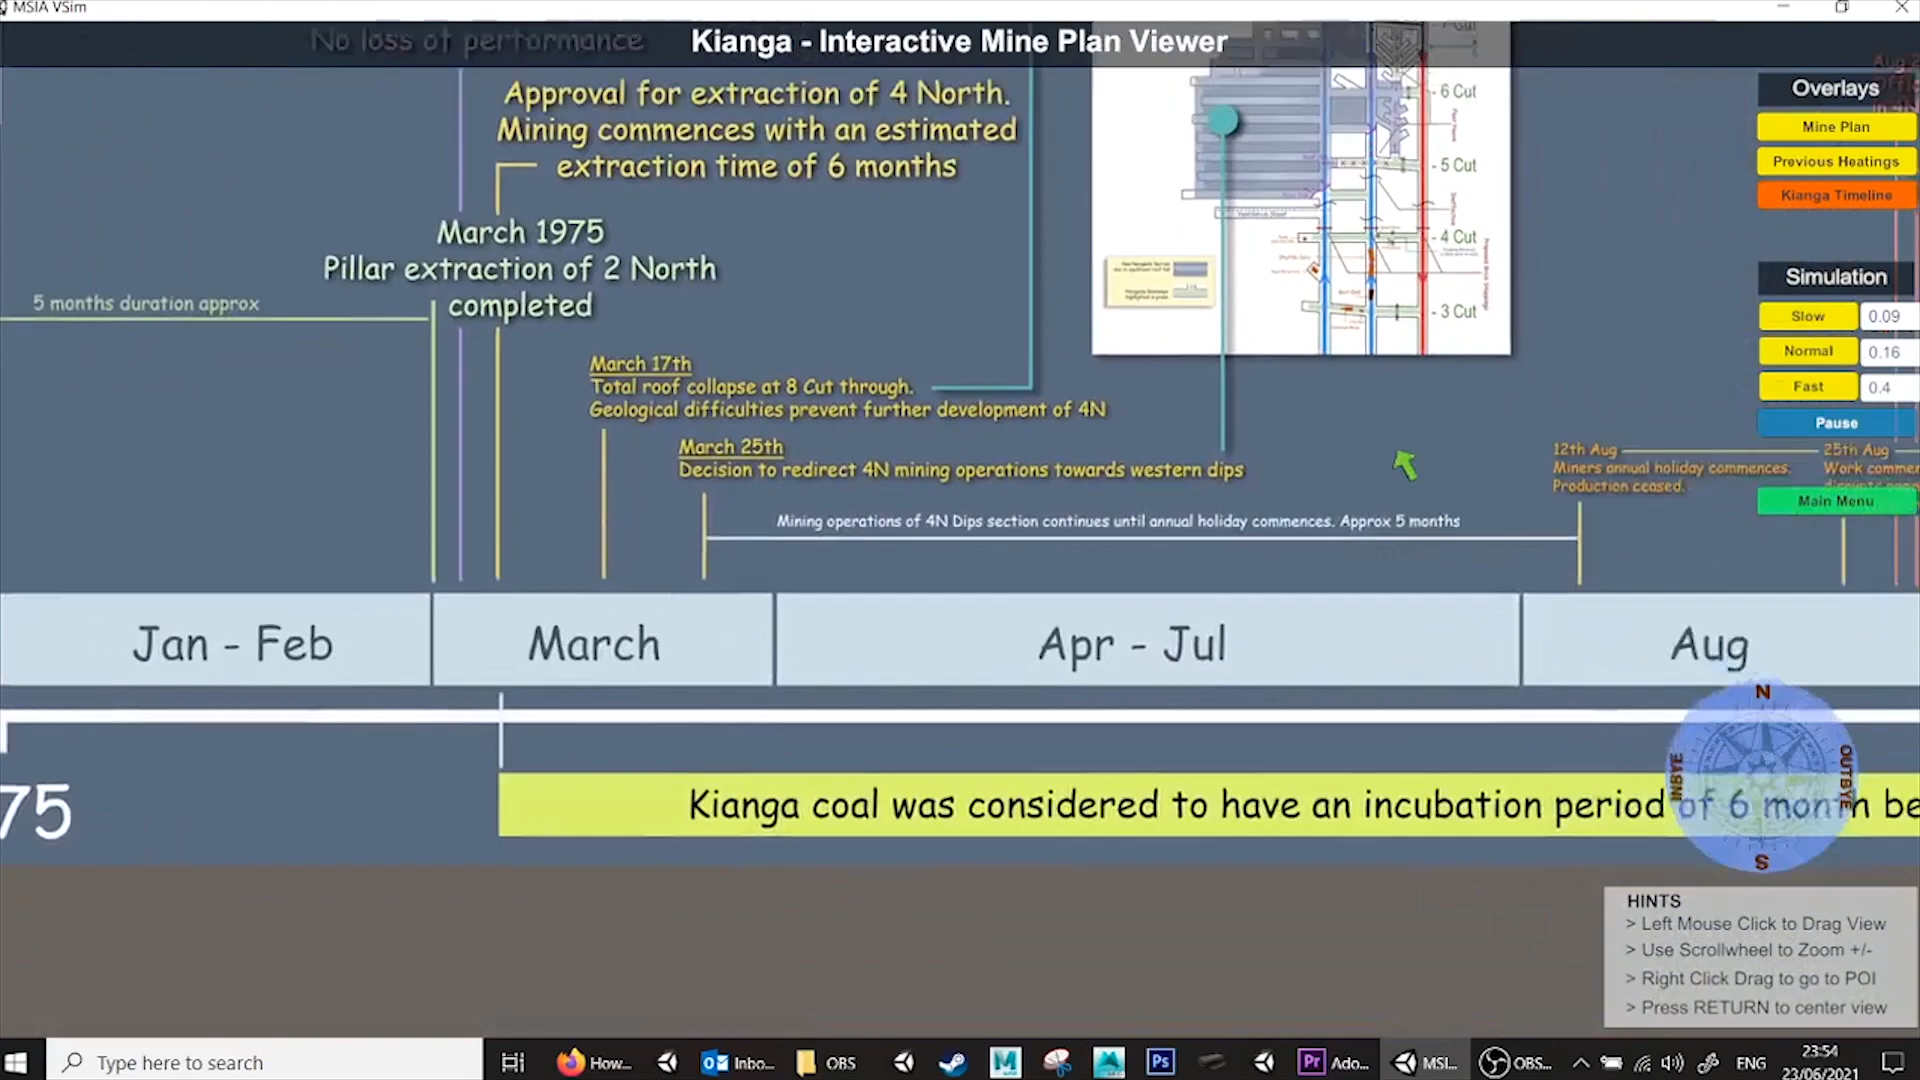 MSIA VSim
No loss of performance
Kianga - Interactive Mine Plan Viewer
Approval for extraction of 4 North.
Mining commences with an estimated
extraction time of 6 months
March 1975
Pillar extraction of 2 North
completed
5 months duration approx
March 17th
Total roof collapse at 8 Cut through.
Geological difficulties prevent further development of 4N
March 25th
Decision to redirect 4N mining operations towards western dips
Mining operations of 4N Dips section continues until annual holiday commences. Approx 5 months
- 6 Cut
- 5 Cut
- 4 Cut
- 3 Cut
12th Aug
Miners annual holiday commences.
Production ceased.
25th Aug
Work commen
Overlays
Mine Plan
Previous Heatings
Kianga Timeline
Simulation
Slow 0.09
Normal 0.16
Fast 0.4
Pause
Main Menu
Jan - Feb
March
Apr - Jul
Aug
75
Kianga coal was considered to have an incubation period of 6 month be
N
INBYE
OUTBYE
S
HINTS
> Left Mouse Click to Drag View
> Use Scrollwheel to Zoom +/-
> Right Click Drag to go to POI
> Press RETURN to center view
Type here to search
How...
Inbo...
OBS
Ado...
MSI...
OBS...
ENG
23:54
23/06/2021